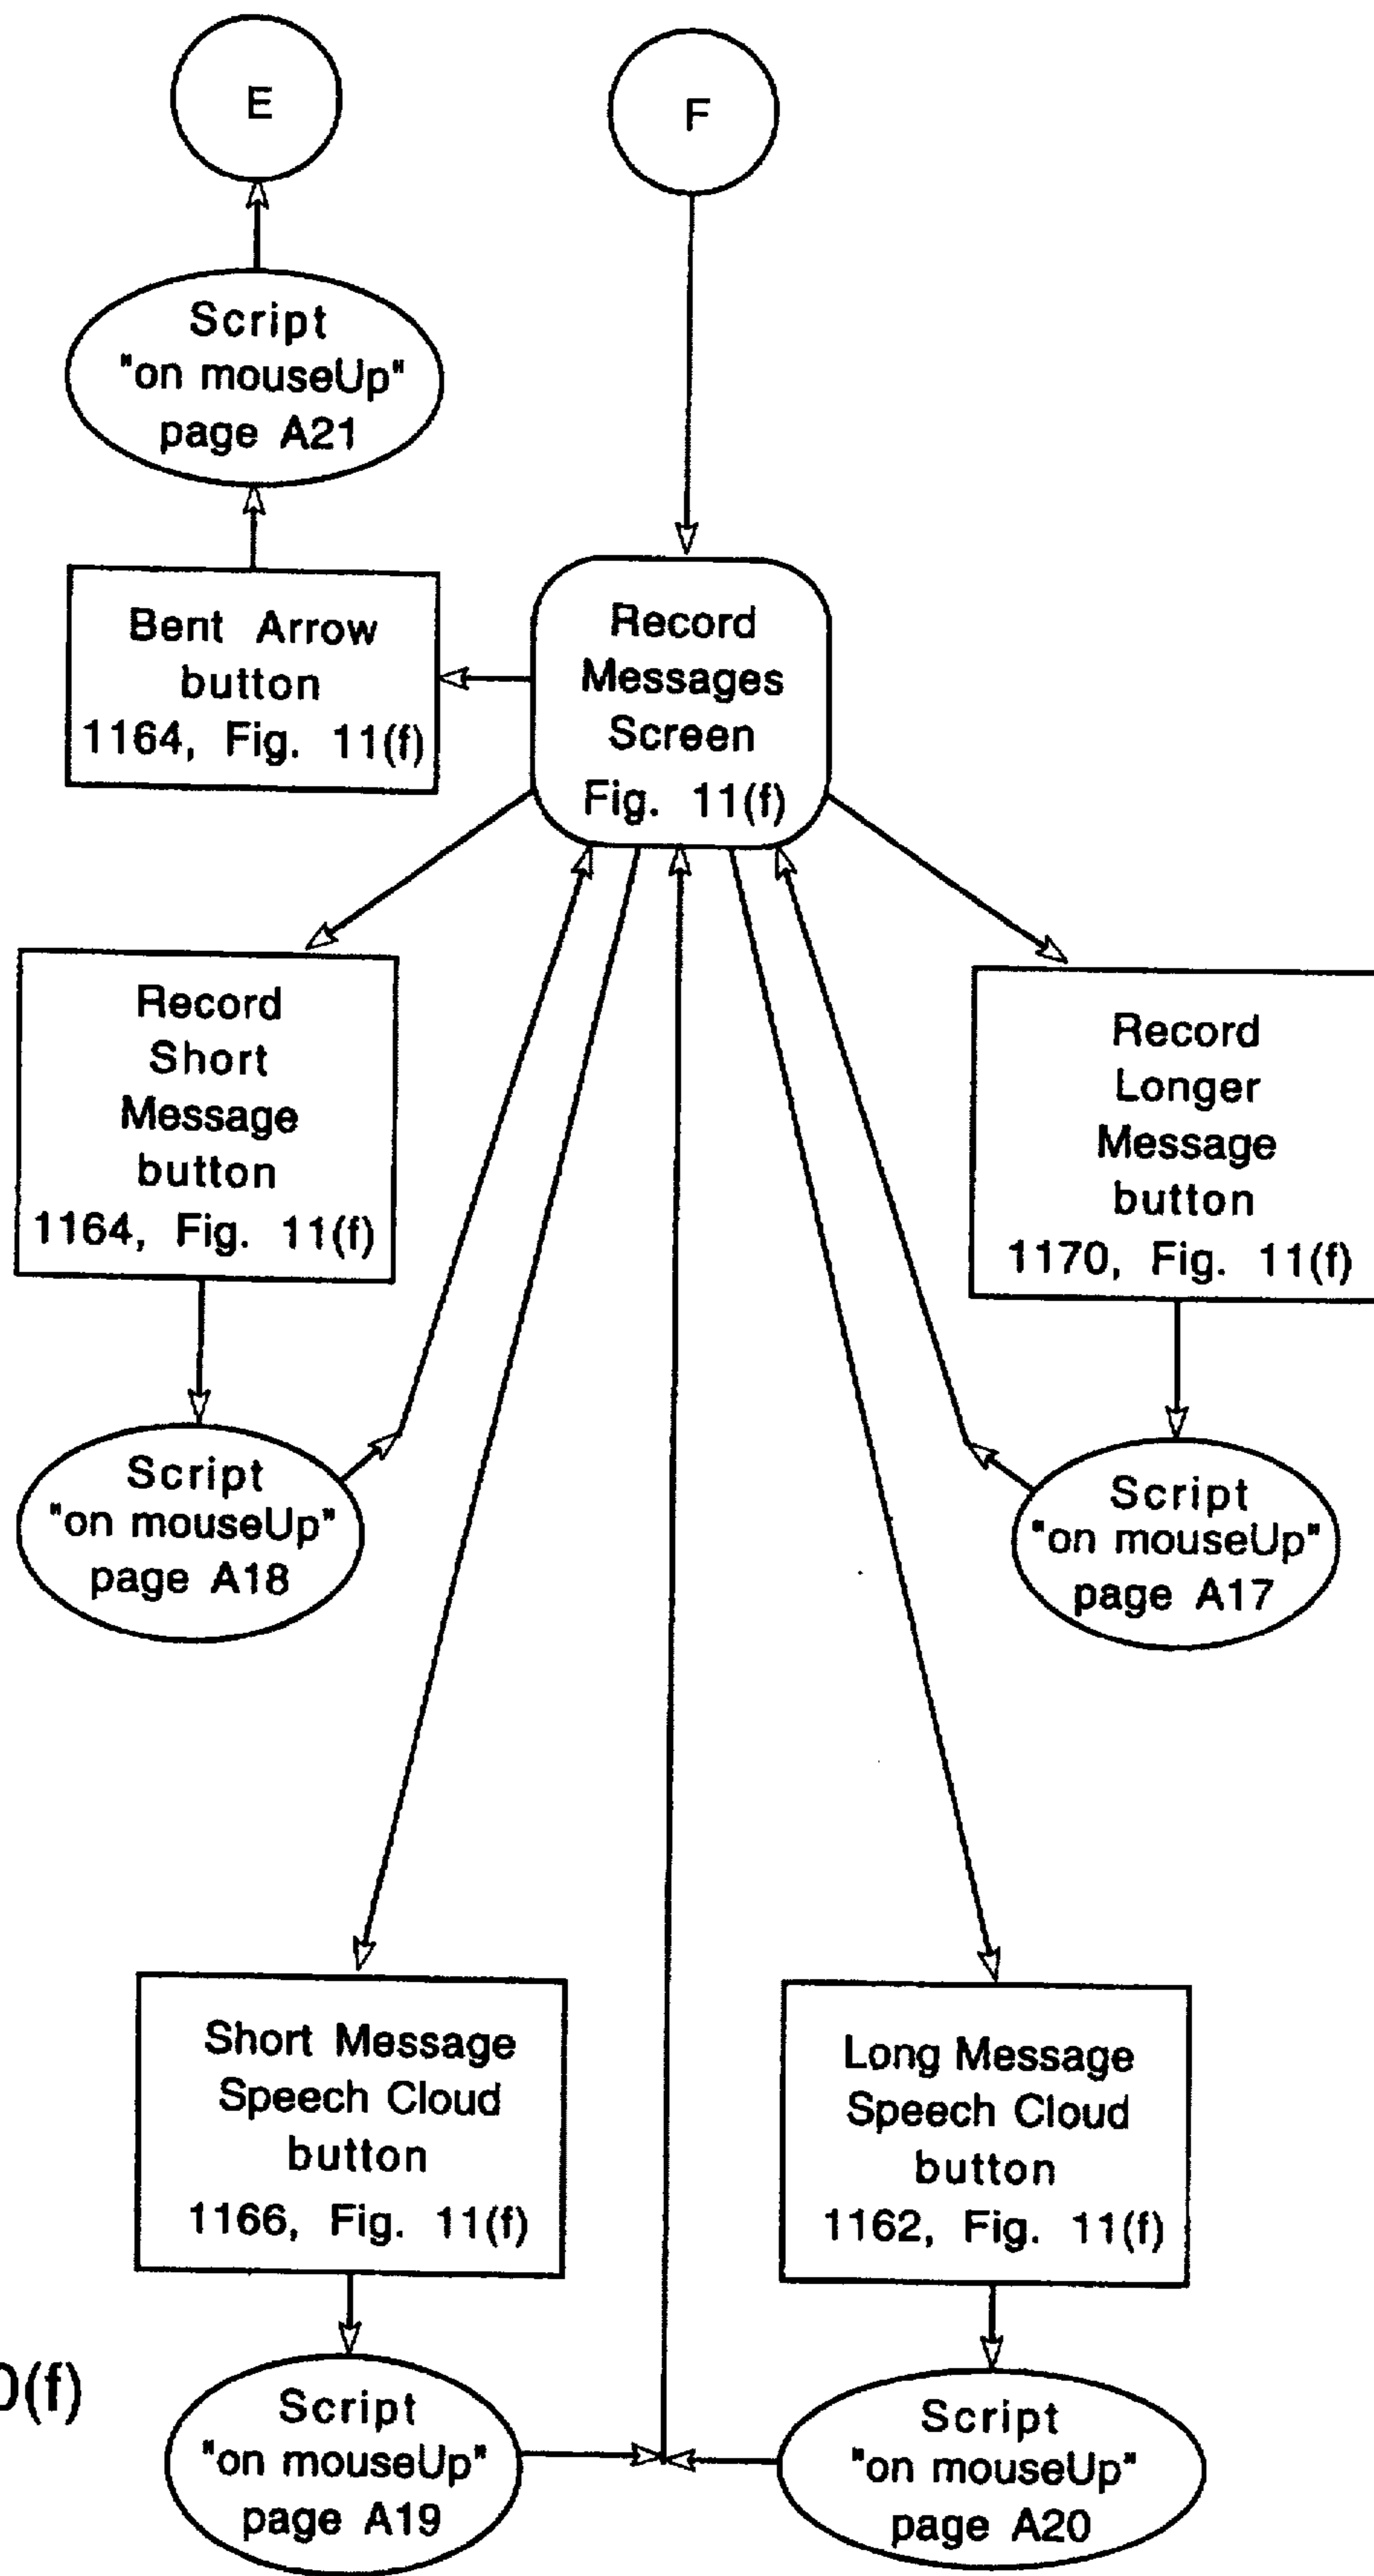 E
F
Script
"on mouseUp"
page A21
Bent Arrow
button
1164, Fig. 11(f)
Record
Messages
Screen
Fig. 11(f)
Record
Short
Message
button
1164, Fig. 11(f)
Record
Longer
Message
button
1170, Fig. 11(f)
Script
"on mouseUp"
page A18
Script
"on mouseUp"
page A17
Short Message
Speech Cloud
button
1166, Fig. 11(f)
Long Message
Speech Cloud
button
1162, Fig. 11(f)
0(f)
Script
"on mouseUp"
page A19
Script
"on mouseUp"
page A20